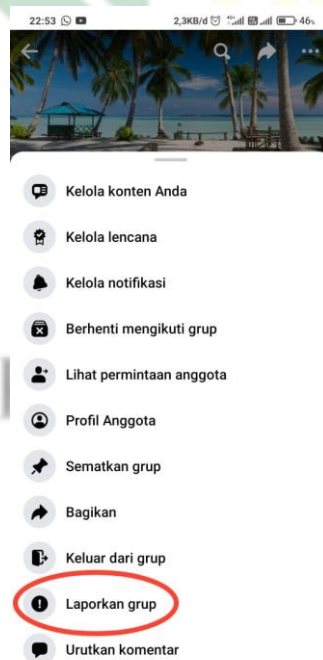 22:53 2,3KB/d 46%
Kelola konten Anda
Kelola lencana
Kelola notifikasi
Berhenti mengikuti grup
Lihat permintaan anggota
Profil Anggota
Sematkan grup
Bagikan
Keluar dari grup
Laporkan grup
Urutkan komentar